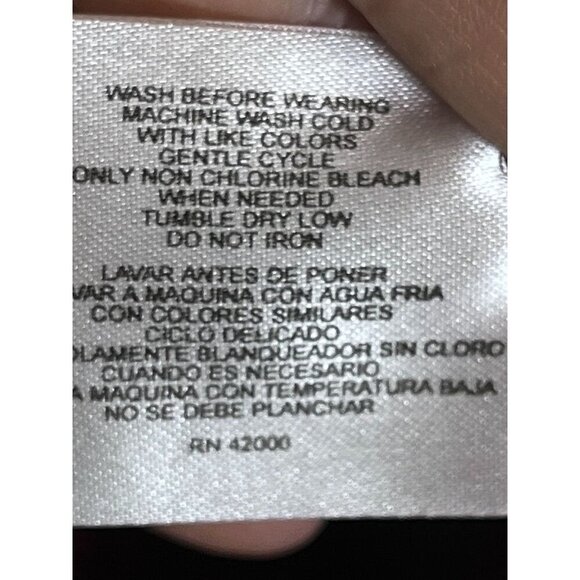 WASH BEFORE WEARING
MACHINE WASH COLD
WITH LIKE COLORS
GENTLE CYCLE
ONLY NON CHLORINE BLEACH
WHEN NEEDED
TUMBLE DRY LOW
DO NOT IRON
LAVAR ANTES DE PONER
VAR A MAQUINA CON AGUA FRIA
CON COLORES SIMILARES
CICLO DELICADO
OLAMENTE BLANQUEADOR SIN CLORO
CUANDO ES NECESARIO
A MAQUINA CON TEMPERATURA BAJA
NO SE DEBE PLANCHAR
RN 42000